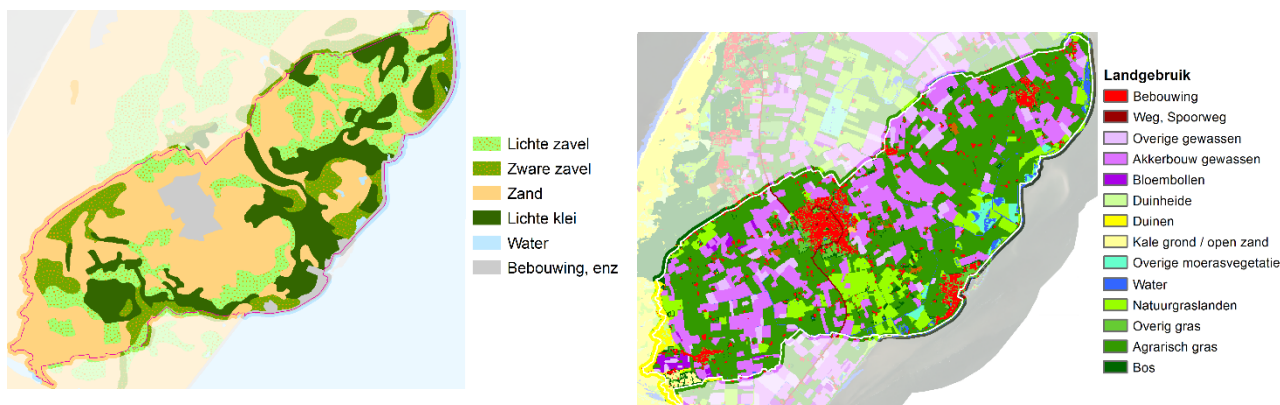 Lichte zavel
Zware zavel
Zand
Lichte klei
Water
Bebouwing, enz
Landgebruik
Bebouwing
Weg, Spoorweg
Overige gewassen
Akkerbouw gewassen
Bloembollen
Duinheide
Duinen
Kale grond / open zand
Overige moerasvegetatie
Water
Natuurgraslanden
Overig gras
Agrarisch gras
Bos